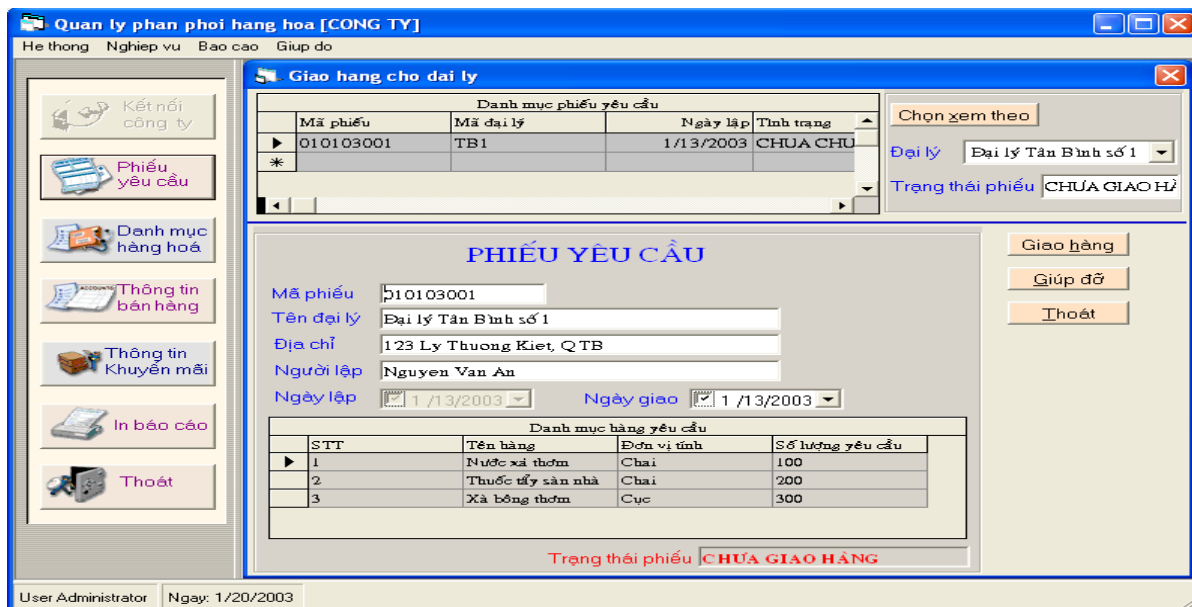 Quan ly phan phoi hang hoa [CONG TY]
He thong Nghiep vu Bao cao Giup do
Kết nối
công ty
Phiếu
yêu cầu
Danh mục
hàng hoá
ACCOUNTS
Thông tin
bán hàng
Thông tin
Khuyến mãi
In báo cáo
Thoát
Giao hang cho dai ly
Danh mục phiếu yêu cầu
Mã phiếu Mã đại lý Ngày lập Tình trạng
010103001 TB1 1/13/2003 CHUA CHU
Chọn xem theo
Đại lý Đại lý Tân Bình số 1
Trạng thái phiếu CHƯA GIAO HÀ
PHIẾU YÊU CẦU
Mã phiếu 010103001
Tên đại lý Đại lý Tân Bình số 1
Địa chỉ 123 Ly Thuong Kiet, Q TB
Người lập Nguyen Van An
Ngày lập 1 /13/2003 Ngày giao 1 /13/2003
Giao hàng
Giúp đỡ
Thoát
Danh mục hàng yêu cầu
STT Tên hàng Đơn vị tính Số lượng yêu cầu
1 Nước xả thơm Chai 100
2 Thuốc tẩy sàn nhà Chai 200
3 Xà bông thơm Cục 300
Trạng thái phiếu CHƯA GIAO HÀNG
User Administrator Ngay: 1/20/2003